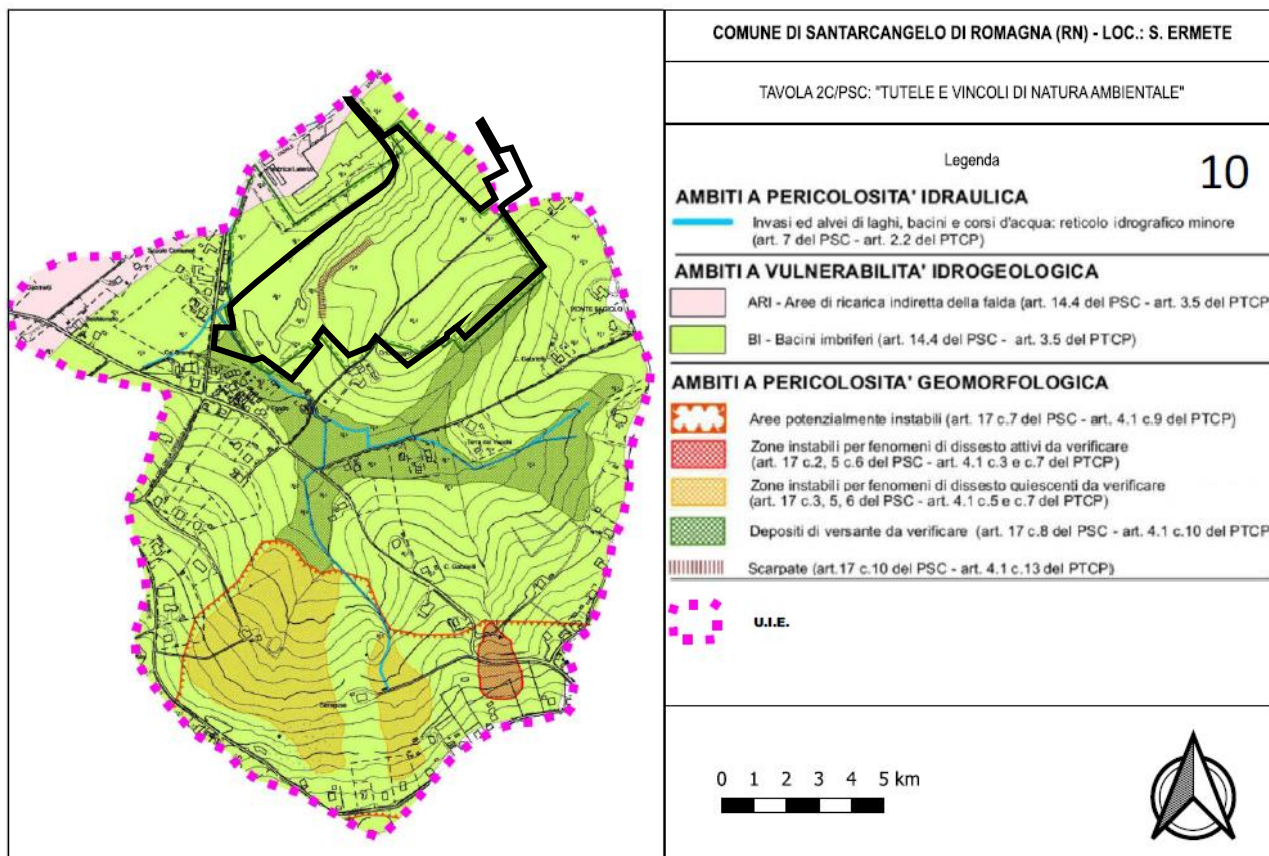 COMUNE DI SANTARCANGELO DI ROMAGNA (RN) - LOC.: S. ERMETE
TAVOLA 2C/PSC: "TUTELE E VINCOLI DI NATURA AMBIENTALE"
Legenda
10
AMBITI A PERICOLOSITA' IDRAULICA
Invasi ed alvei di laghi, bacini e corsi d'acqua: reticolo idrografico minore
(art. 7 del PSC - art. 2.2 del PTCP)
AMBITI A VULNERABILITA' IDROGEOLOGICA
ARI - Aree di ricarica indiretta della falda (art. 14.4 del PSC - art. 3.5 del PTCP
BI - Bacini imbriferi (art. 14.4 del PSC - art. 3.5 del PTCP)
AMBITI A PERICOLOSITA' GEOMORFOLOGICA
Aree potenzialmente instabili (art. 17 c.7 del PSC - art. 4.1 c.9 del PTCP)
Zone instabili per fenomeni di dissesto attivi da verificare
(art. 17 c.2, 5 c.6 del PSC - art. 4.1 c.3 e c.7 del PTCP)
Zone instabili per fenomeni di dissesto quiescenti da verificare
(art. 17 c.3, 5, 6 del PSC - art. 4.1 c.5 e c.7 del PTCP)
Depositi di versante da verificare (art. 17 c.8 del PSC - art. 4.1 c.10 del PTCP
Scarpate (art.17 c.10 del PSC - art. 4.1 c.13 del PTCP)
U.I.E.
0 1 2 3 4 5 km
C. Gabrielli
C. Gabrielli